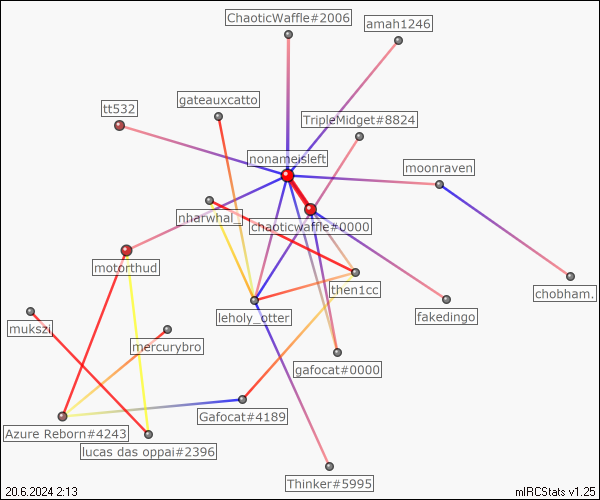 ChaoticWaffle#2006
amah1246
gateauxcatto
tt532
TripleMidget#8824
nonameisleft
moonraven
nharwhal_
chaoticwaffle#0000
motorthud
then1cc
chobham.
leholy_otter
fakedingo
mukszi
mercurybro
gafocat#0000
Gafocat#4189
Azure Reborn#4243
lucas das oppai#2396
Thinker#5995
20.6.2024 2:13
mIRCStats v1.25